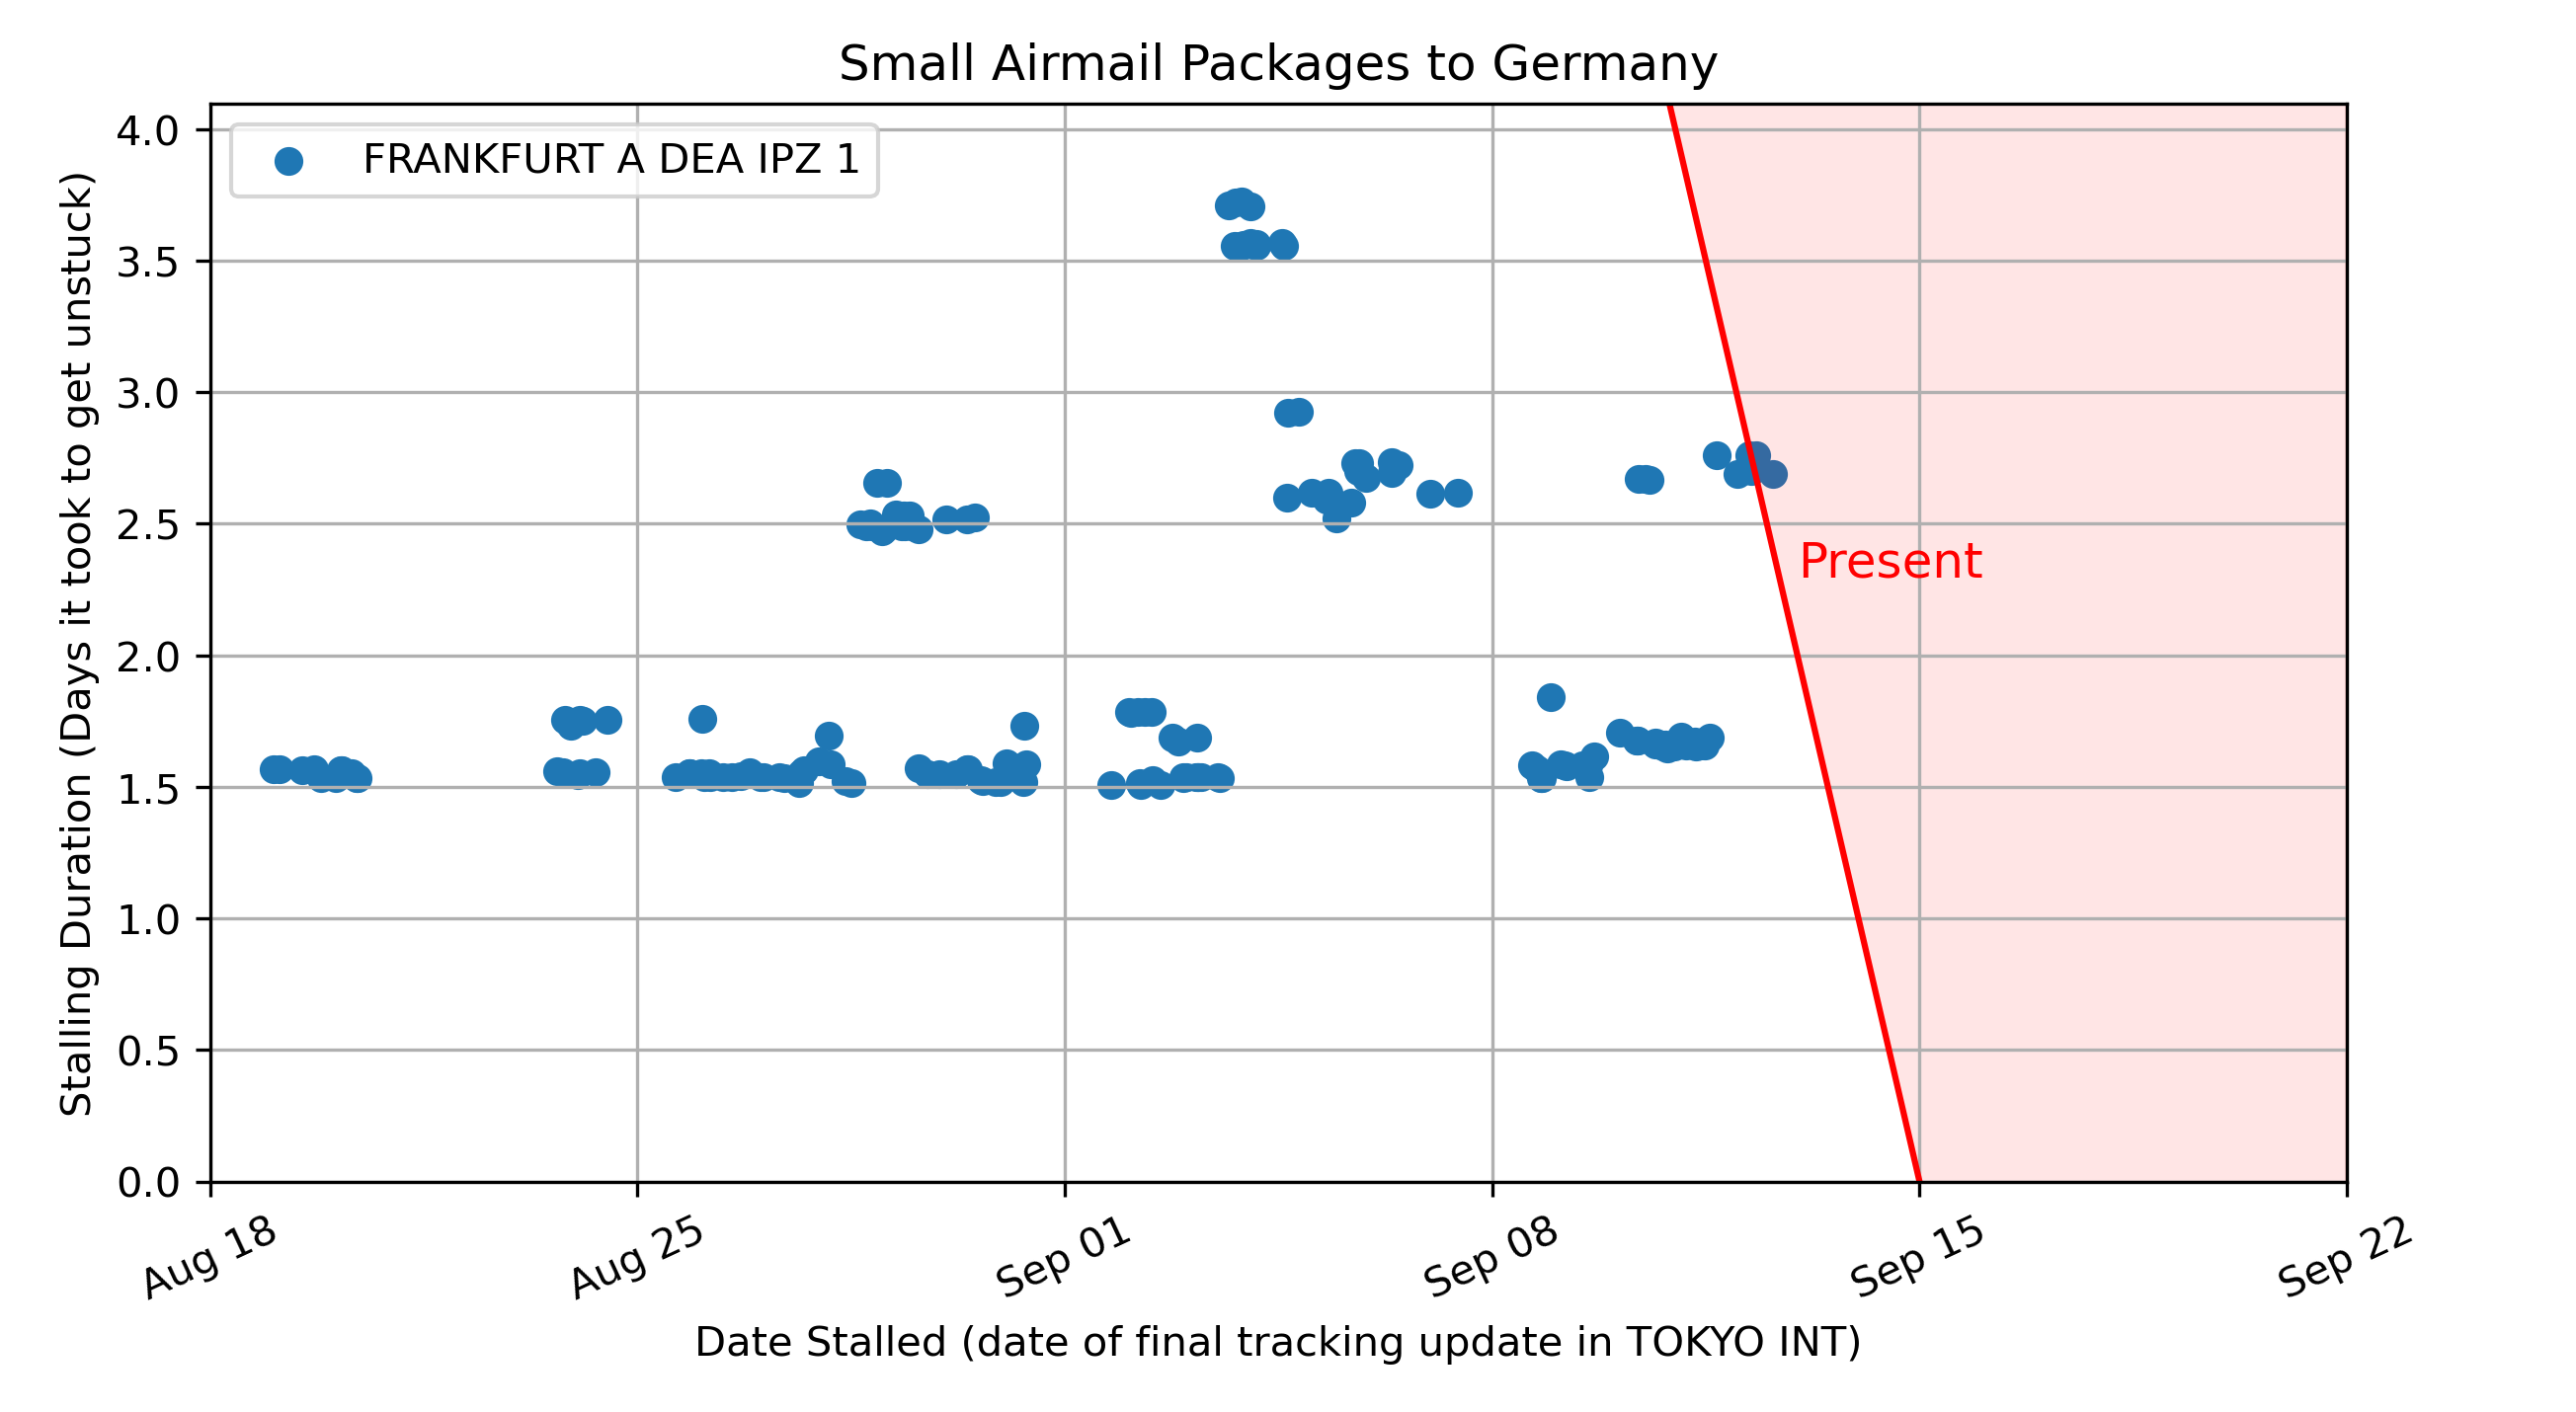 Small Airmail Packages to Germany
FRANKFURT A DEA IPZ 1
Stalling Duration (Days it took to get unstuck)
4.0
3.5
3.0
2.5
2.0
1.5
1.0
0.5
0.0
Present
Aug 18
Aug 25
Sep 01
Sep 08
Sep 15
Sep 22
Date Stalled (date of final tracking update in TOKYO INT)